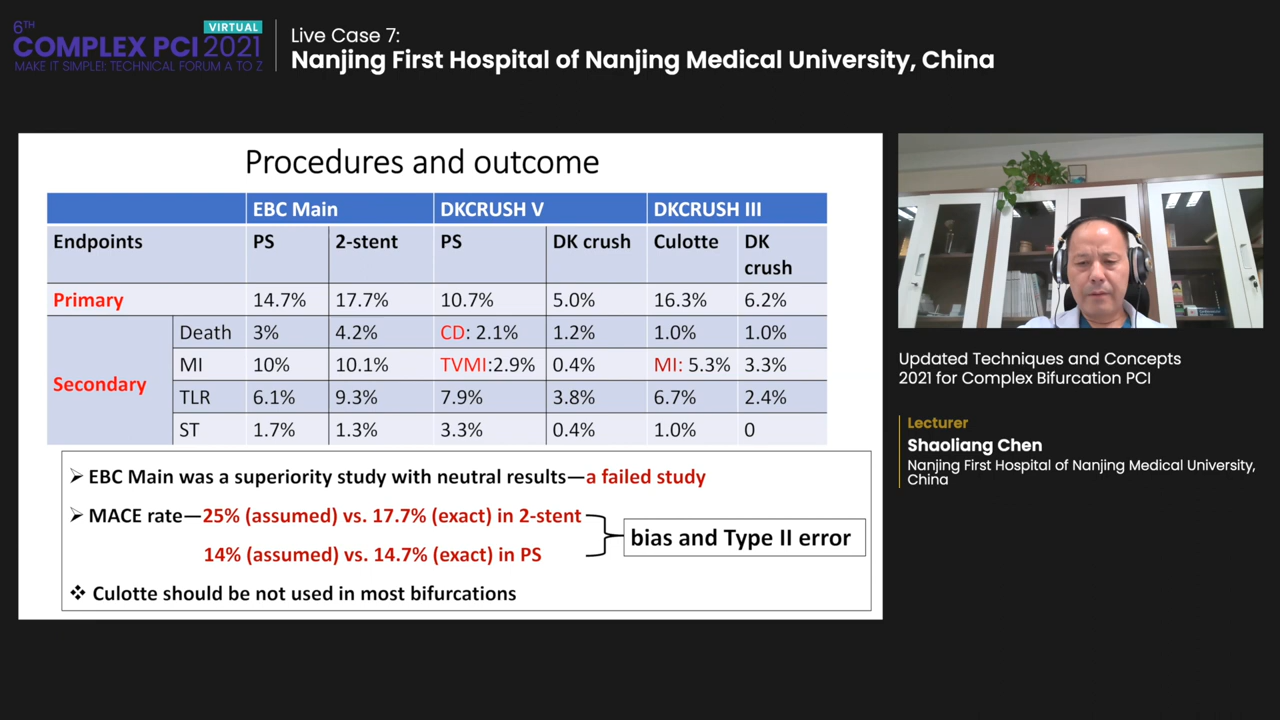 6TH
VIRTUAL
COMPLEX PCI 2021
MAKE IT SIMPLE!: TECHNICAL FORUM A TO Z
Live Case 7:
Nanjing First Hospital of Nanjing Medical University, China
Procedures and outcome
EBC Main DKCRUSH V DKCRUSH III
Endpoints PS 2-stent PS DK crush Culotte DK crush
Primary 14.7% 17.7% 10.7% 5.0% 16.3% 6.2%
Secondary
Death 3% 4.2% CD: 2.1% 1.2% 1.0% 1.0%
MI 10% 10.1% TVMI:2.9% 0.4% MI: 5.3% 3.3%
TLR 6.1% 9.3% 7.9% 3.8% 6.7% 2.4%
ST 1.7% 1.3% 3.3% 0.4% 1.0% 0
➢ EBC Main was a superiority study with neutral results—a failed study
➢ MACE rate—25% (assumed) vs. 17.7% (exact) in 2-stent
14% (assumed) vs. 14.7% (exact) in PS
bias and Type II error
❖ Culotte should be not used in most bifurcations
Updated Techniques and Concepts
2021 for Complex Bifurcation PCI
Lecturer
Shaoliang Chen
Nanjing First Hospital of Nanjing Medical University,
China